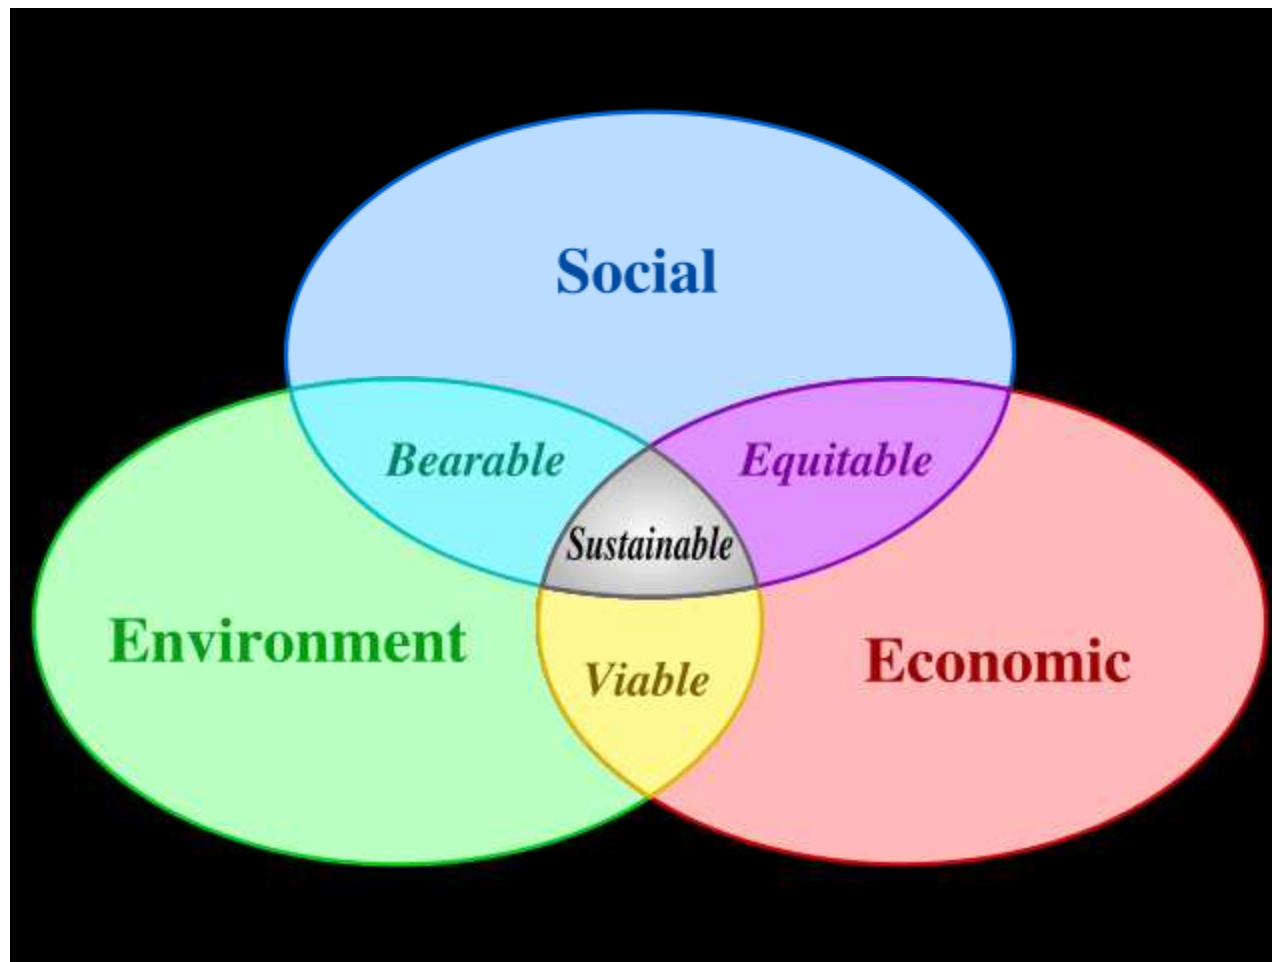 Social
Bearable
Equitable
Sustainable
Environment
Economic
Viable